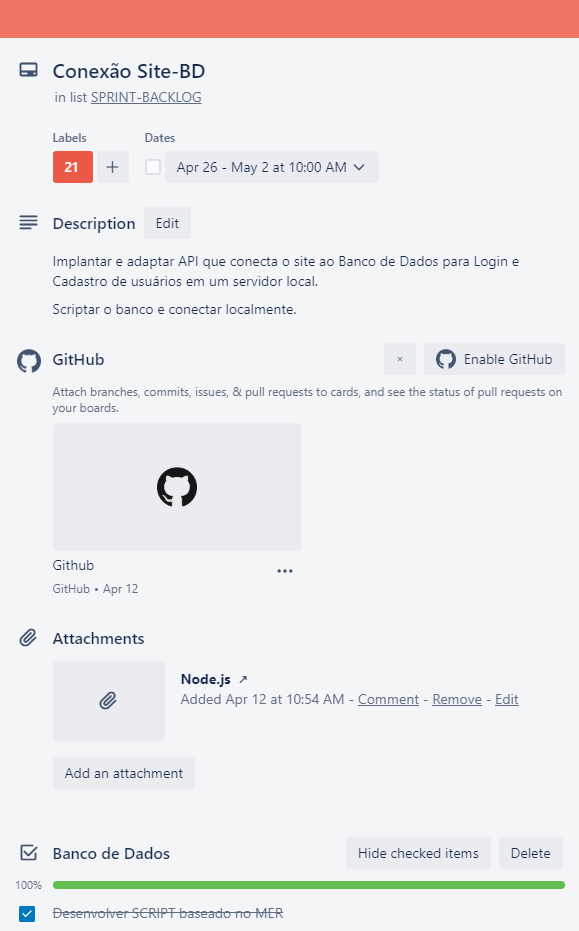 Conexão Site-BD
in list SPRINT-BACKLOG
Labels
Dates
21
Apr 26 - May 2 at 10:00 AM
Description
Edit
Implantar e adaptar API que conecta o site ao Banco de Dados para Login e
Cadastro de usuários em um servidor local.
Scriptar o banco e conectar localmente.
GitHub
Enable GitHub
Attach branches, commits, issues, & pull requests to cards, and see the status of pull requests on
your boards.
Github
GitHub • Apr 12
Attachments
Node.js ↗
Added Apr 12 at 10:54 AM - Comment - Remove - Edit
Add an attachment
Banco de Dados
Hide checked items
Delete
100%
Desenvolver SCRIPT baseado no MER